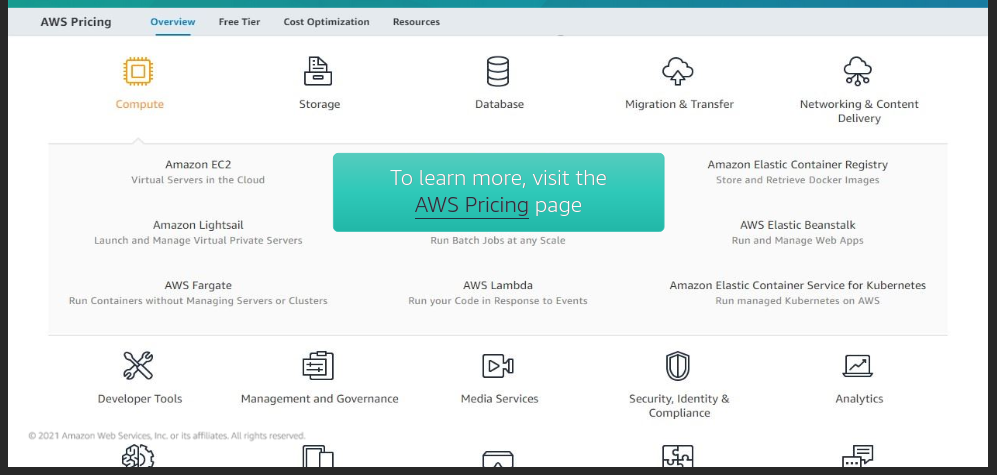 AWS Pricing
Overview
Free Tier
Cost Optimization
Resources
Compute
Storage
Database
Migration & Transfer
Networking & Content
Delivery
Amazon EC2
Virtual Servers in the Cloud
To learn more, visit the
AWS Pricing page
Amazon Elastic Container Registry
Store and Retrieve Docker Images
Amazon Lightsail
Launch and Manage Virtual Private Servers
Run Batch Jobs at any Scale
AWS Elastic Beanstalk
Run and Manage Web Apps
AWS Fargate
Run Containers without Managing Servers or Clusters
AWS Lambda
Run your Code in Response to Events
Amazon Elastic Container Service for Kubernetes
Run managed Kubernetes on AWS
Developer Tools
Management and Governance
Media Services
Security, Identity &
Compliance
Analytics
© 2021 Amazon Web Services, Inc. or its affiliates. All rights reserved.